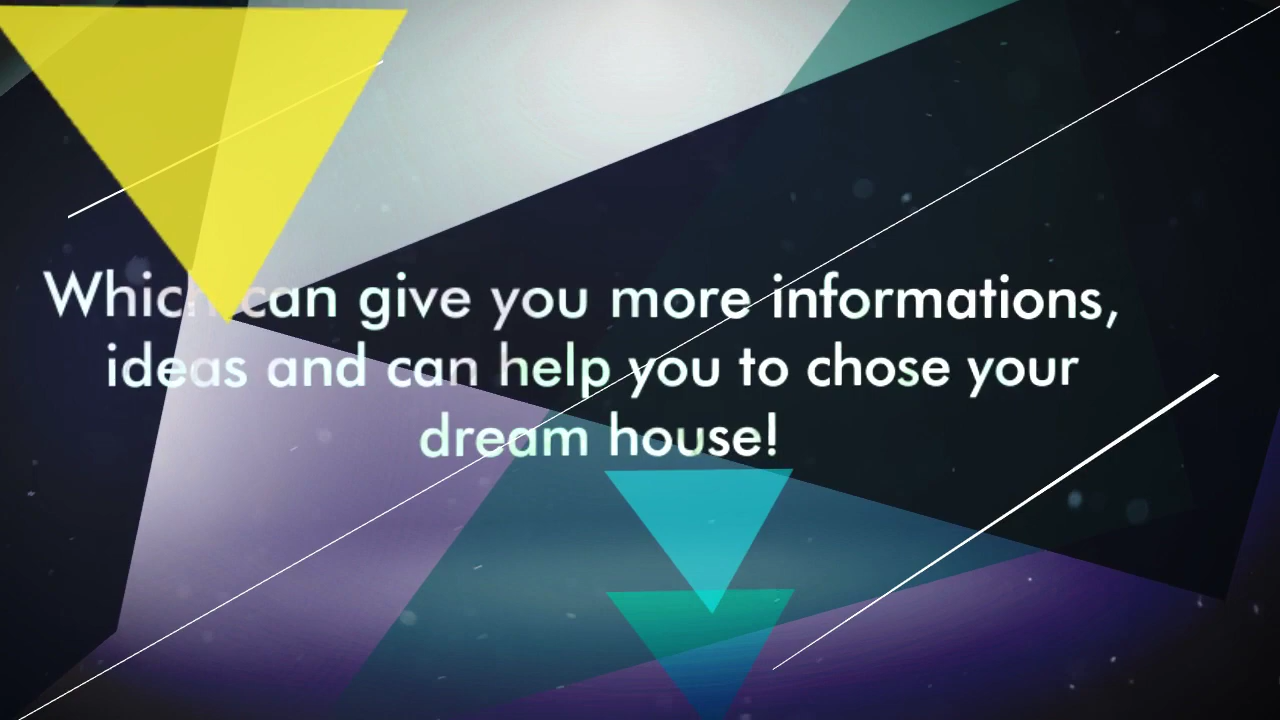 Which can give you more informations,
ideas and can help you to chose your
dream house!